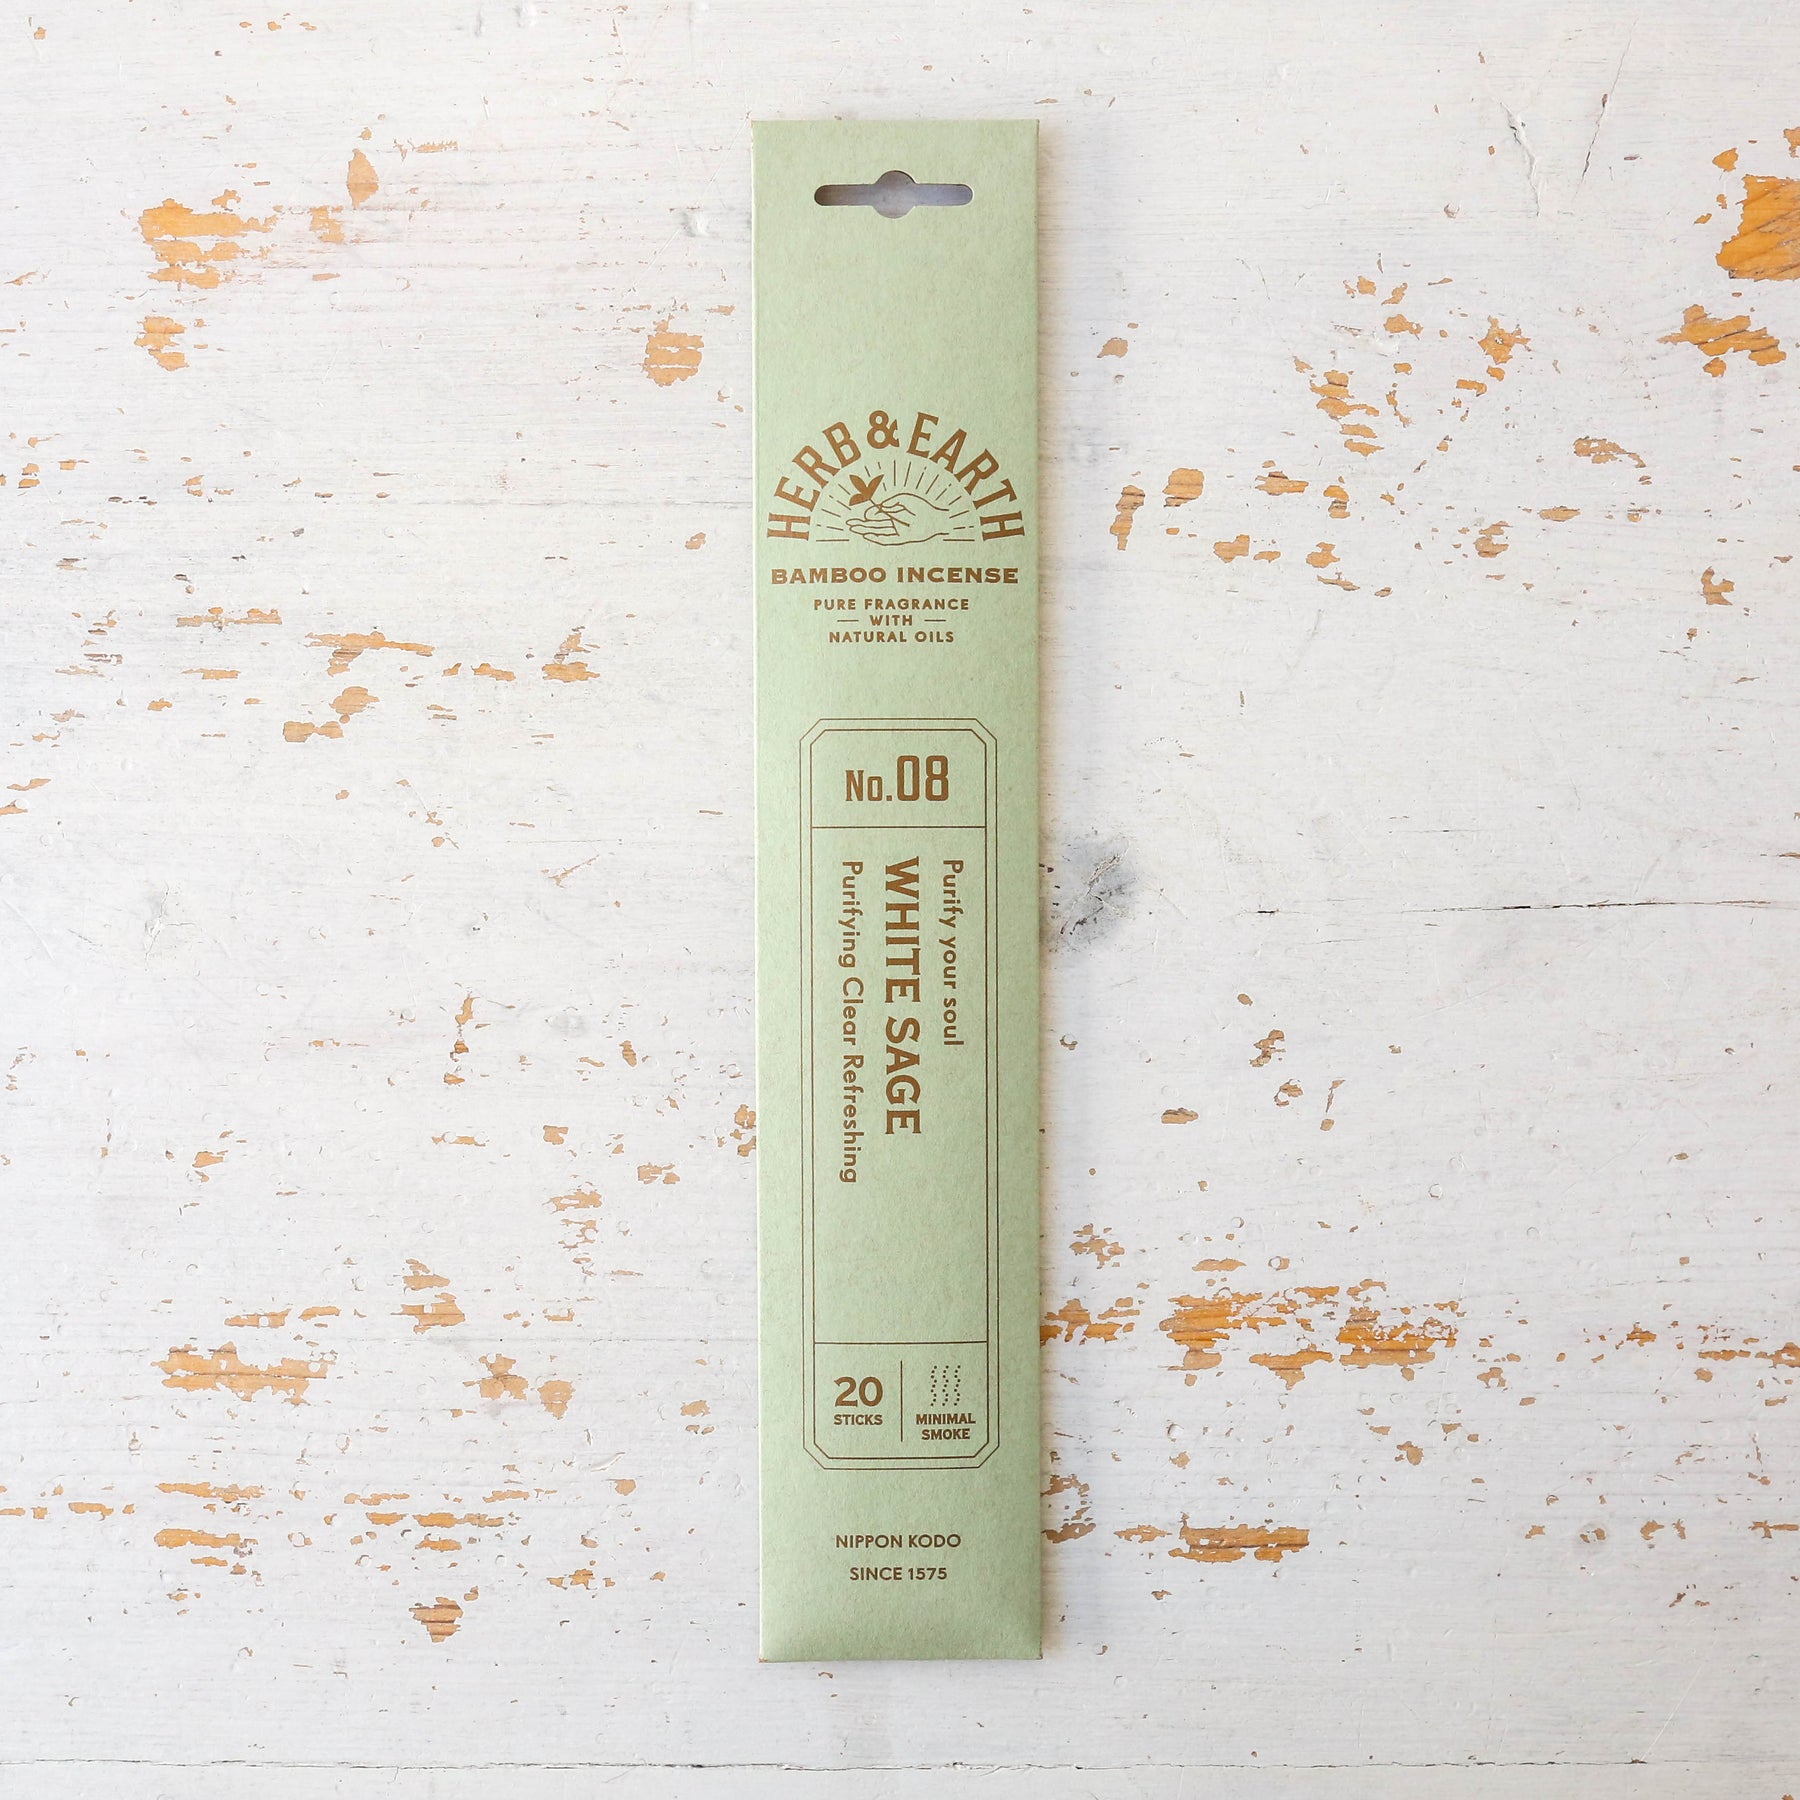 HERB & EARTH
BAMBOO INCENSE
PURE FRAGRANCE
WITH
NATURAL OILS
No.08
Purify your soul
WHITE SAGE
Purifying Clear Refreshing
20
STICKS
MINIMAL
SMOKE
NIPPON KODO
SINCE 1575